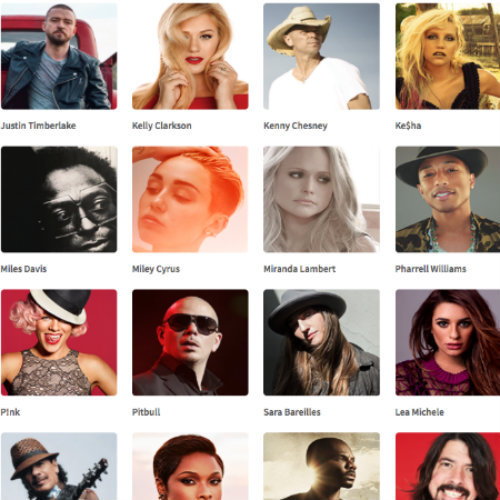 Justin Timberlake
Kelly Clarkson
Kenny Chesney
Ke$ha
Miles Davis
Miley Cyrus
Miranda Lambert
Pharrell Williams
P!nk
Pitbull
Sara Bareilles
Lea Michele